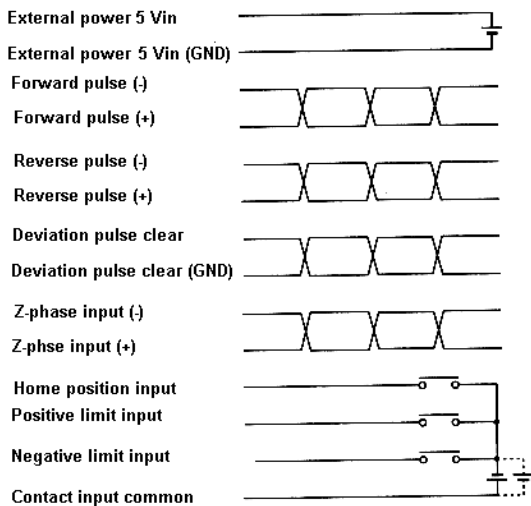 External power 5 Vin
External power 5 Vin (GND)
Forward pulse (-)
Forward pulse (+)
Reverse pulse (-)
Reverse pulse (+)
Deviation pulse clear
Deviation pulse clear (GND)
Z-phase input (-)
Z-phse input (+)
Home position input
Positive limit input
Negative limit input
Contact input common